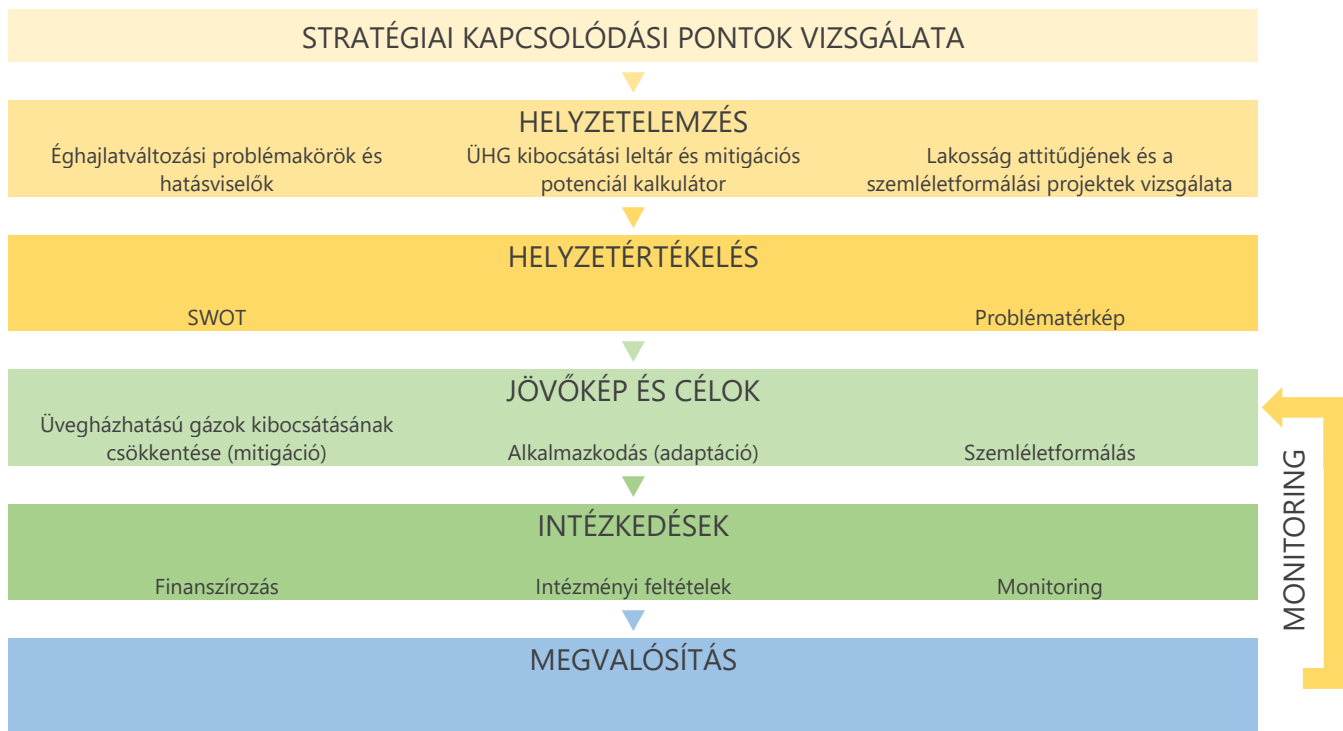 STRATÉGIAI KAPCSOLÓDÁSI PONTOK VIZSGÁLATA
HELYZETELEMZÉS
Éghajlatváltozási problémakörök és
hatásviselők
ÜHG kibocsátási leltár és mitigációs
potenciál kalkulátor
Lakosság attitűdjének és a
szemléletformálási projektek vizsgálata
HELYZETÉRTÉKELÉS
SWOT
Problématérkép
JÖVŐKÉP ÉS CÉLOK
Üvegházhatású gázok kibocsátásának
csökkentése (mitigáció)
Alkalmazkodás (adaptáció)
Szemléletformálás
INTÉZKEDÉSEK
Finanszírozás
Intézményi feltételek
Monitoring
MEGVALÓSÍTÁS
MONITORING